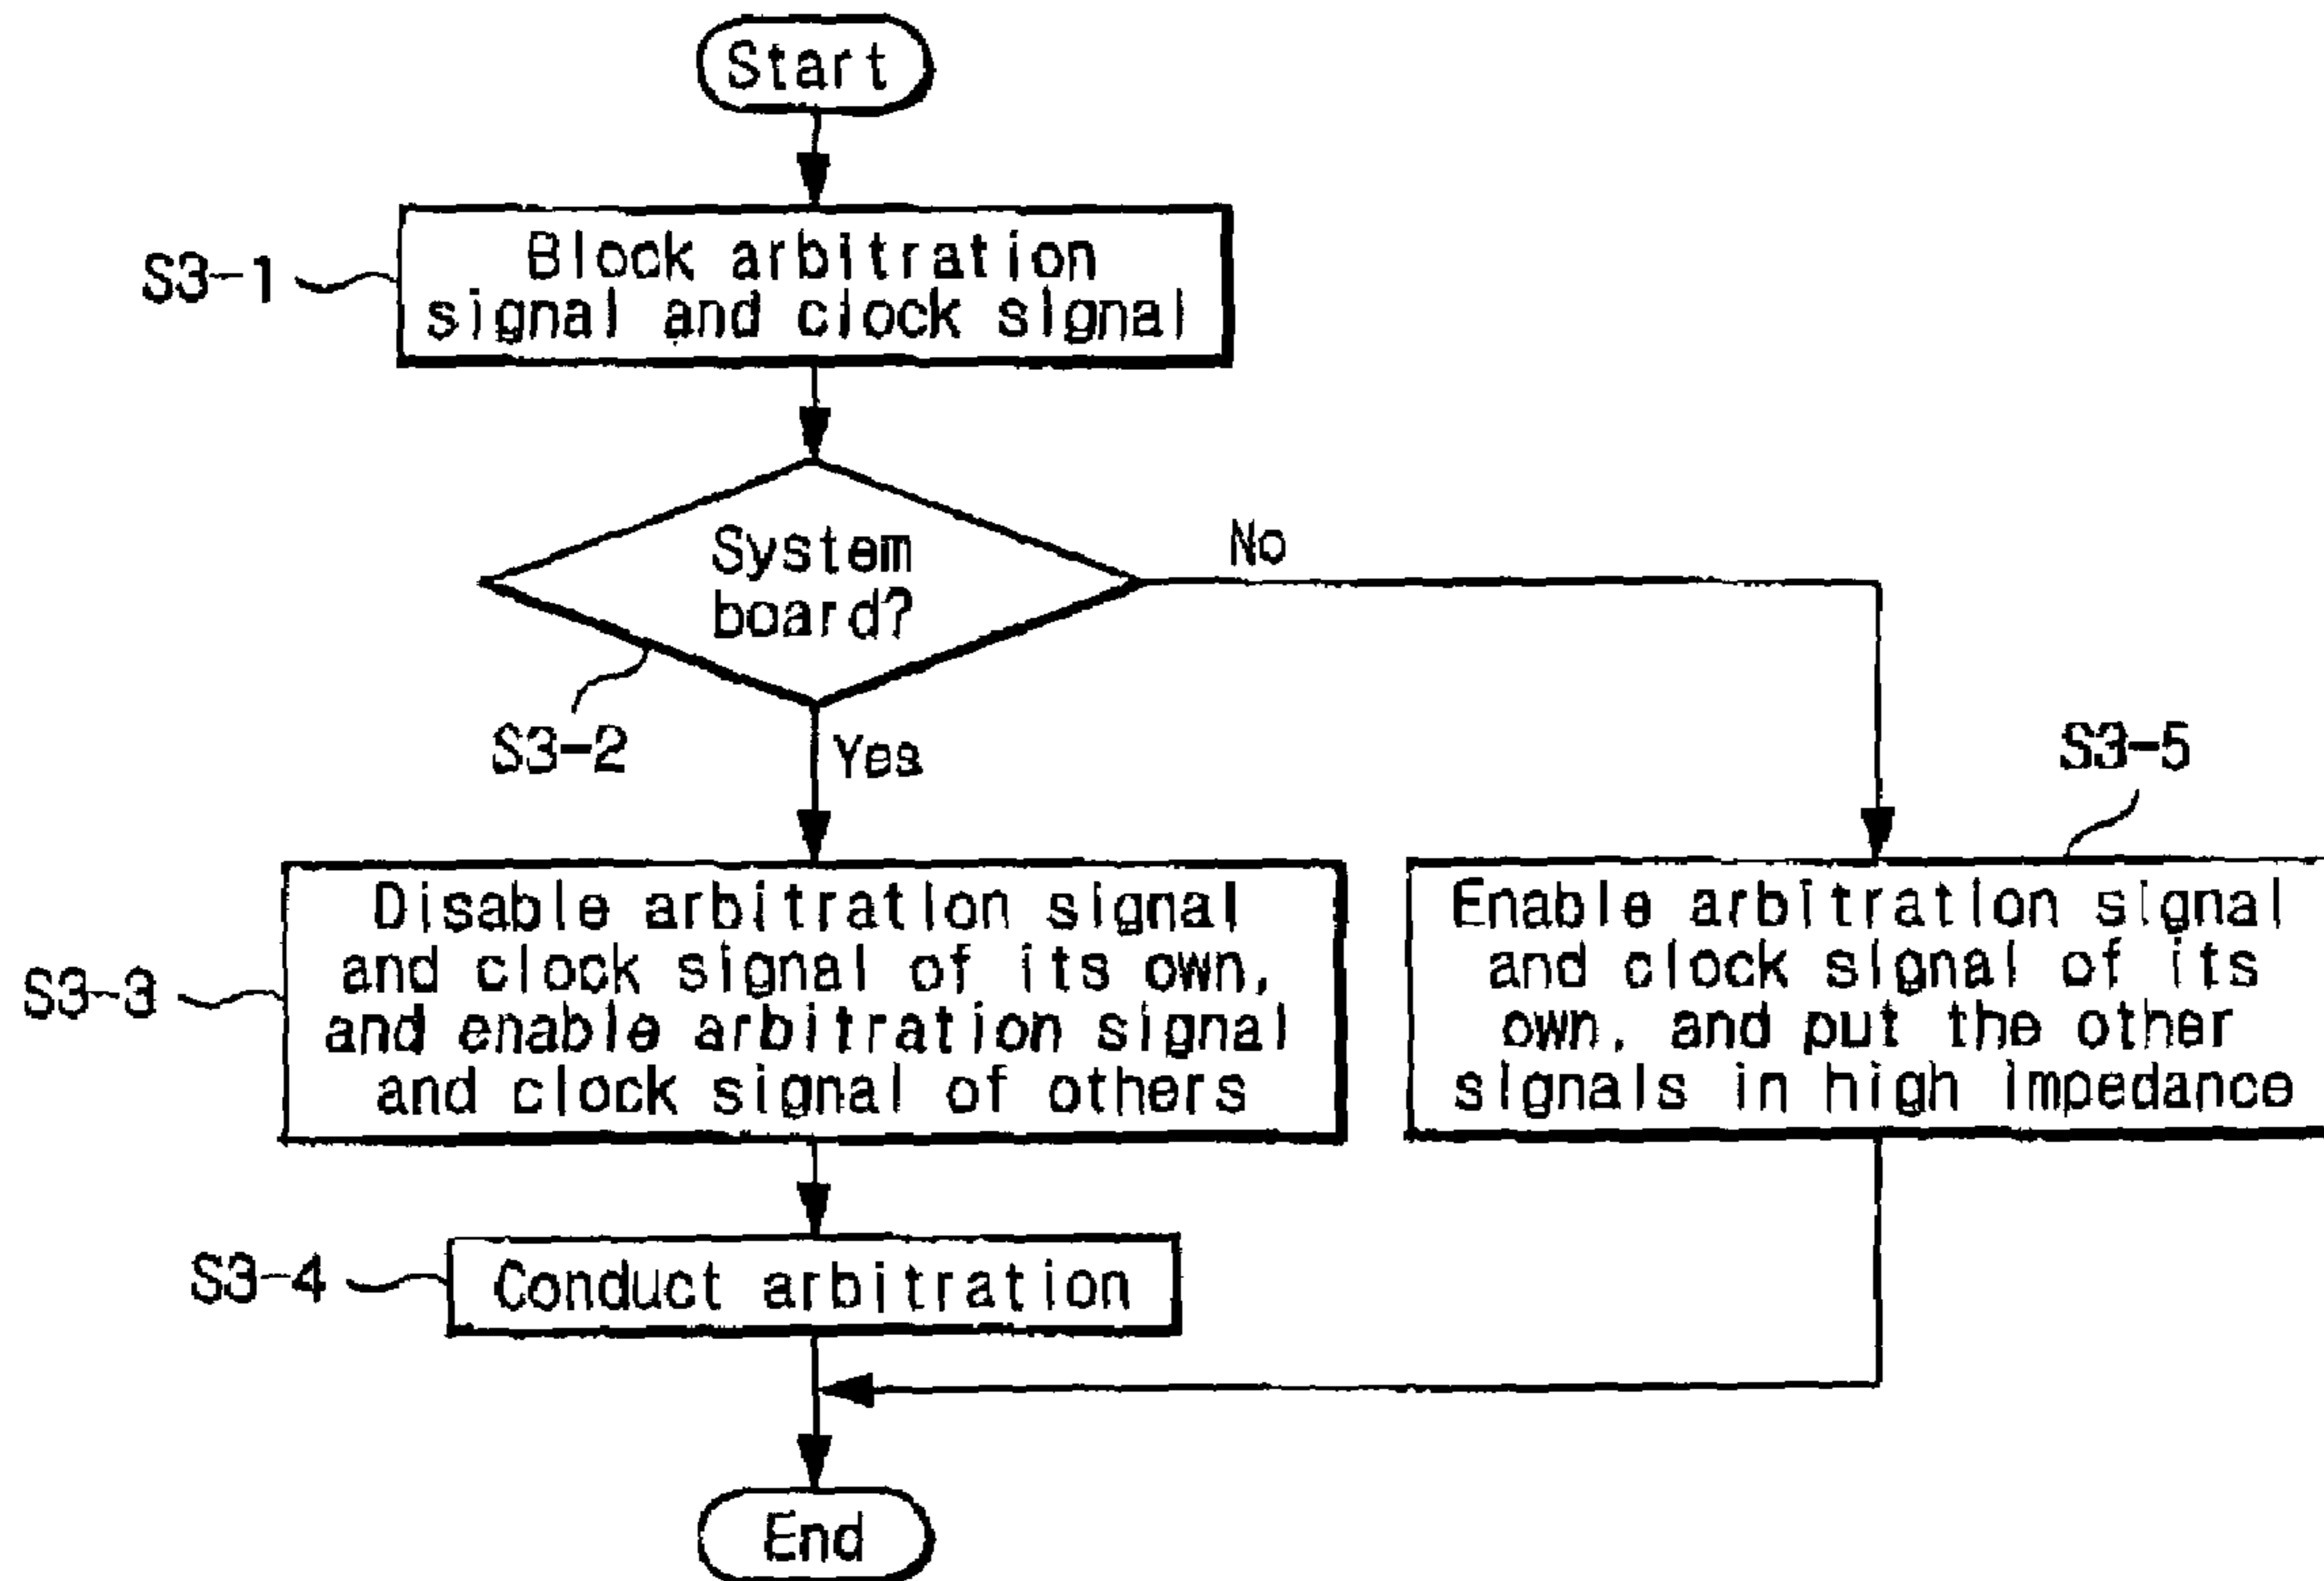 Start
S3-1
Block arbitration
signal and clock signal
System
board?
No
S3-2
Yes
S3-5
S3-3
Disable arbitration signal
and clock signal of its own,
and enable arbitration signal
and clock signal of others
Enable arbitration signal
and clock signal of its
own, and put the other
signals in high impedance
S3-4
Conduct arbitration
End